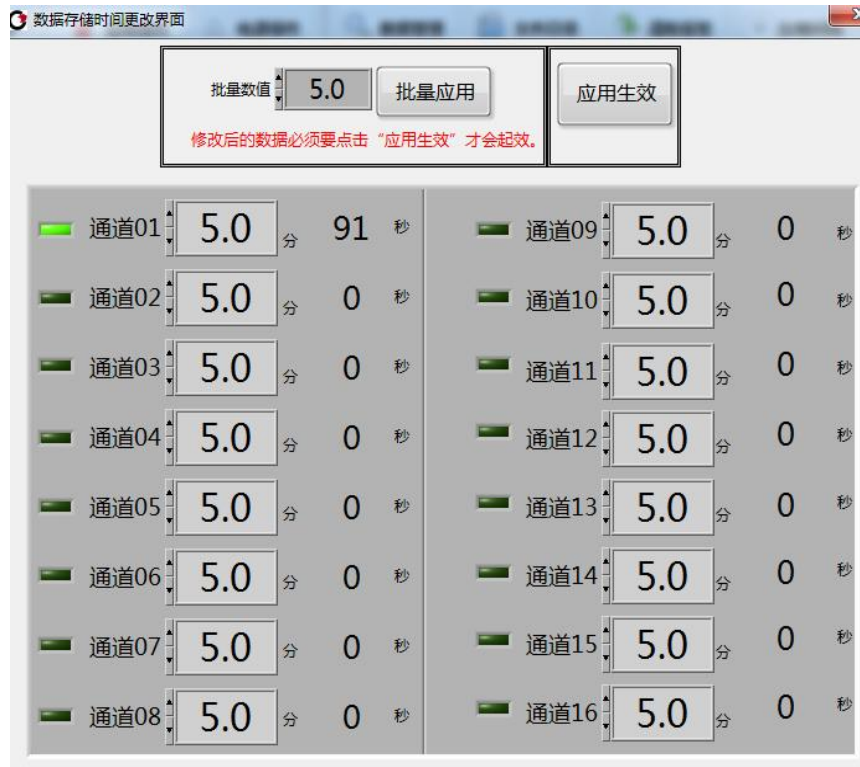 数据存储时间更改界面
批量数值 5.0 批量应用
修改后的数据必须要点击“应用生效”才会起效。
应用生效
通道01 5.0 分 91 秒
通道02 5.0 分 0 秒
通道03 5.0 分 0 秒
通道04 5.0 分 0 秒
通道05 5.0 分 0 秒
通道06 5.0 分 0 秒
通道07 5.0 分 0 秒
通道08 5.0 分 0 秒
通道09 5.0 分 0 秒
通道10 5.0 分 0 秒
通道11 5.0 分 0 秒
通道12 5.0 分 0 秒
通道13 5.0 分 0 秒
通道14 5.0 分 0 秒
通道15 5.0 分 0 秒
通道16 5.0 分 0 秒